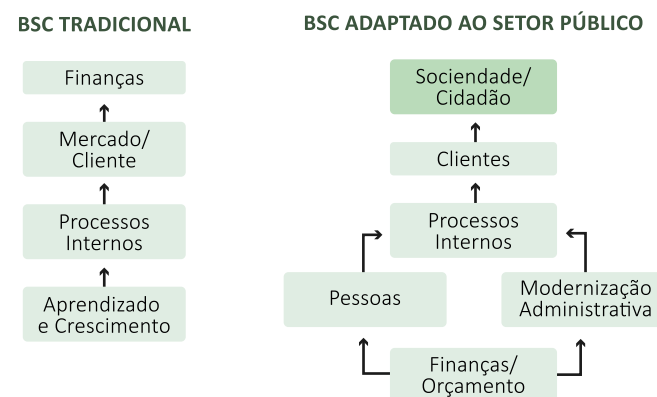 BSC TRADICIONAL
Finanças
Mercado/
Cliente
Processos
Internos
Aprendizado
e Crescimento
BSC ADAPTADO AO SETOR PÚBLICO
Sociendade/
Cidadão
Clientes
Processos
Internos
Pessoas
Modernização
Administrativa
Finanças/
Orçamento